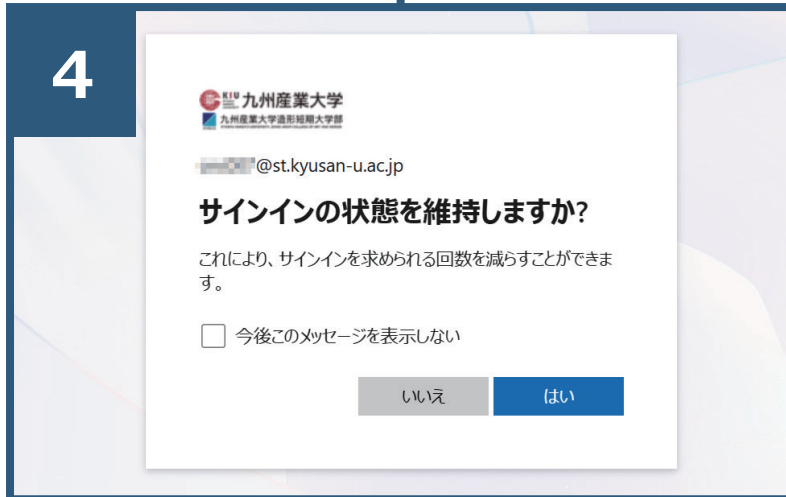 4
KIU 九州産業大学
九州産業大学造形短期大学部
@st.kyusan-u.ac.jp
サインインの状態を維持しますか?
これにより、サインインを求められる回数を減らすことができま
す。
今後このメッセージを表示しない
いいえ はい